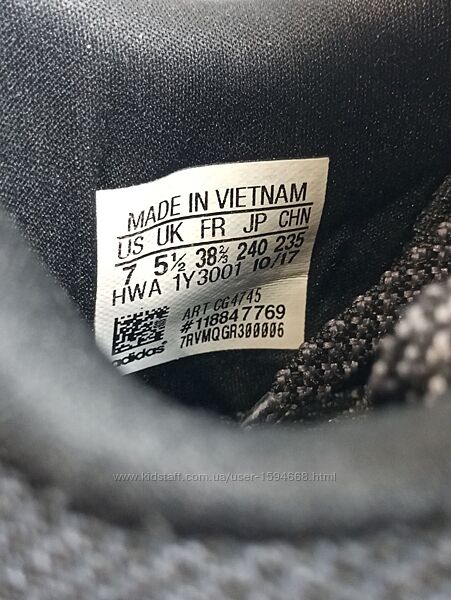 MADE IN VIETNAM
US UK FR JP CHN
7 5½ 38⅔ 240 235
HWA 1Y3001 10/17
ART CG4745
#118847769
7RVMQGR300006
adidas
www.kidstaff.com.ua/user-1594668.html